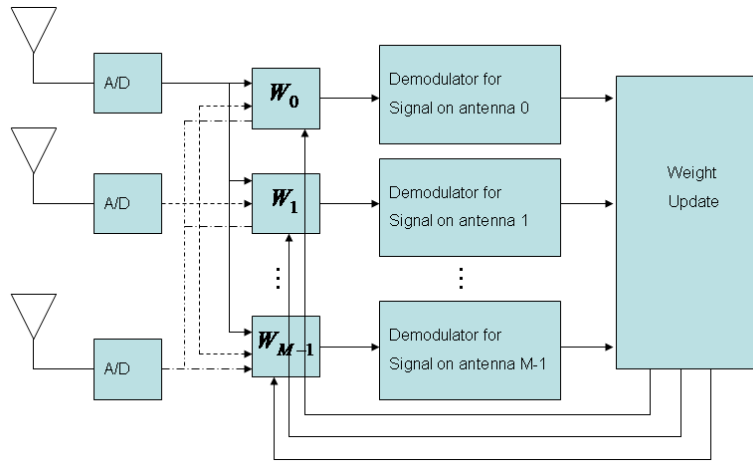 A/D
W0
Demodulator for
Signal on antenna 0
A/D
W1
Demodulator for
Signal on antenna 1
Weight
Update
⋮
⋮
A/D
WM−1
Demodulator for
Signal on antenna M-1